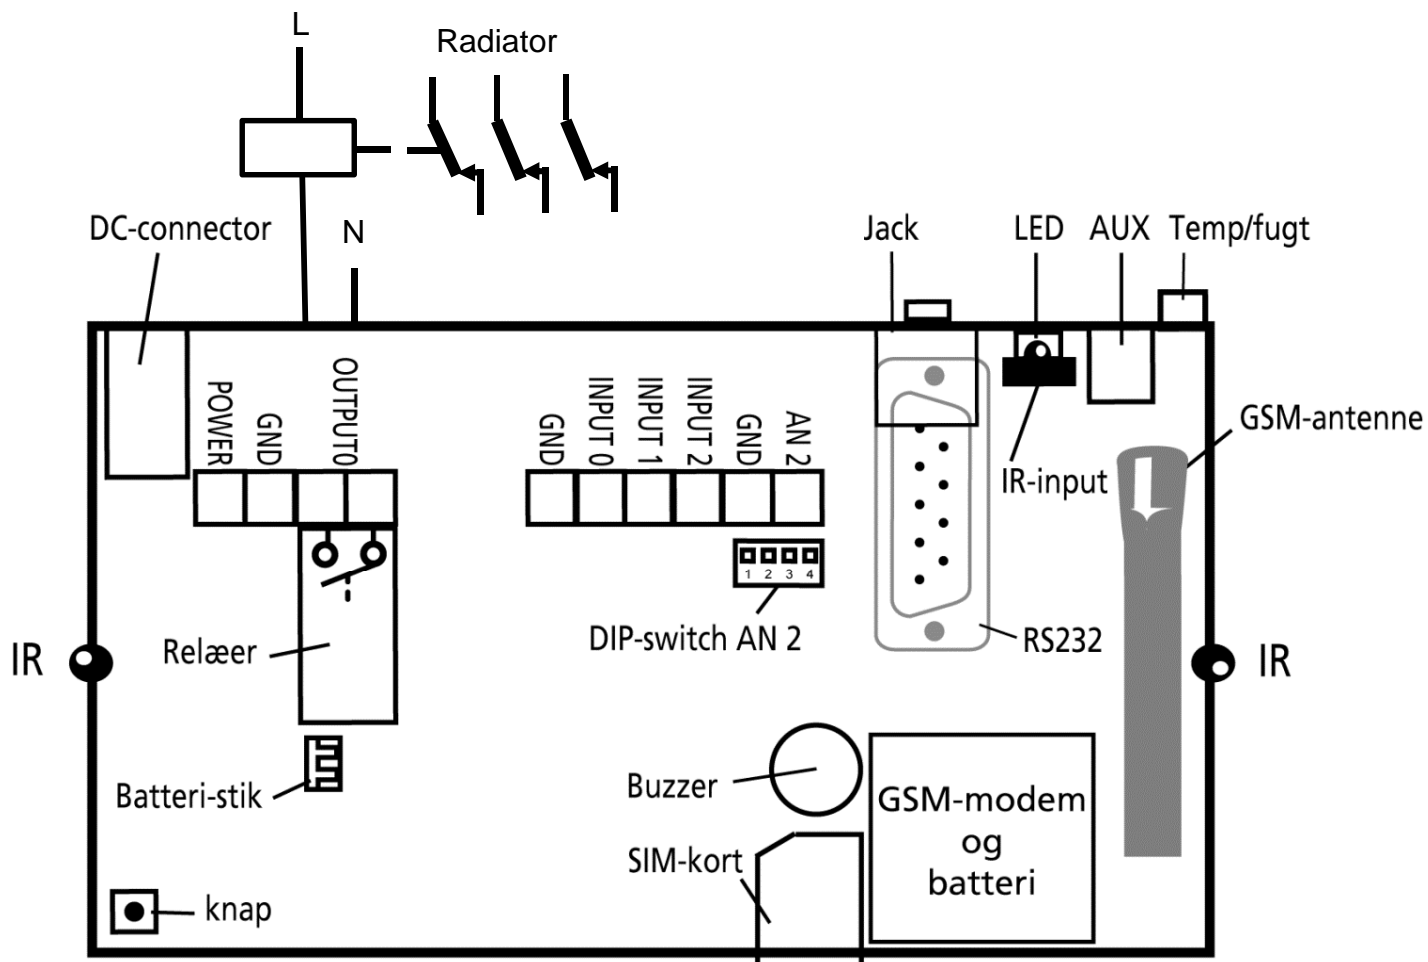 L
Radiator
DC-connector
N
Jack
LED
AUX
Temp/fugt
POWER
GND
OUTPUT0
GND
INPUT 0
INPUT 1
INPUT 2
GND
AN 2
GSM-antenne
IR-input
1 2 3 4
DIP-switch AN 2
RS232
IR
Relæer
IR
Batteri-stik
Buzzer
GSM-modem
og
batteri
SIM-kort
knap